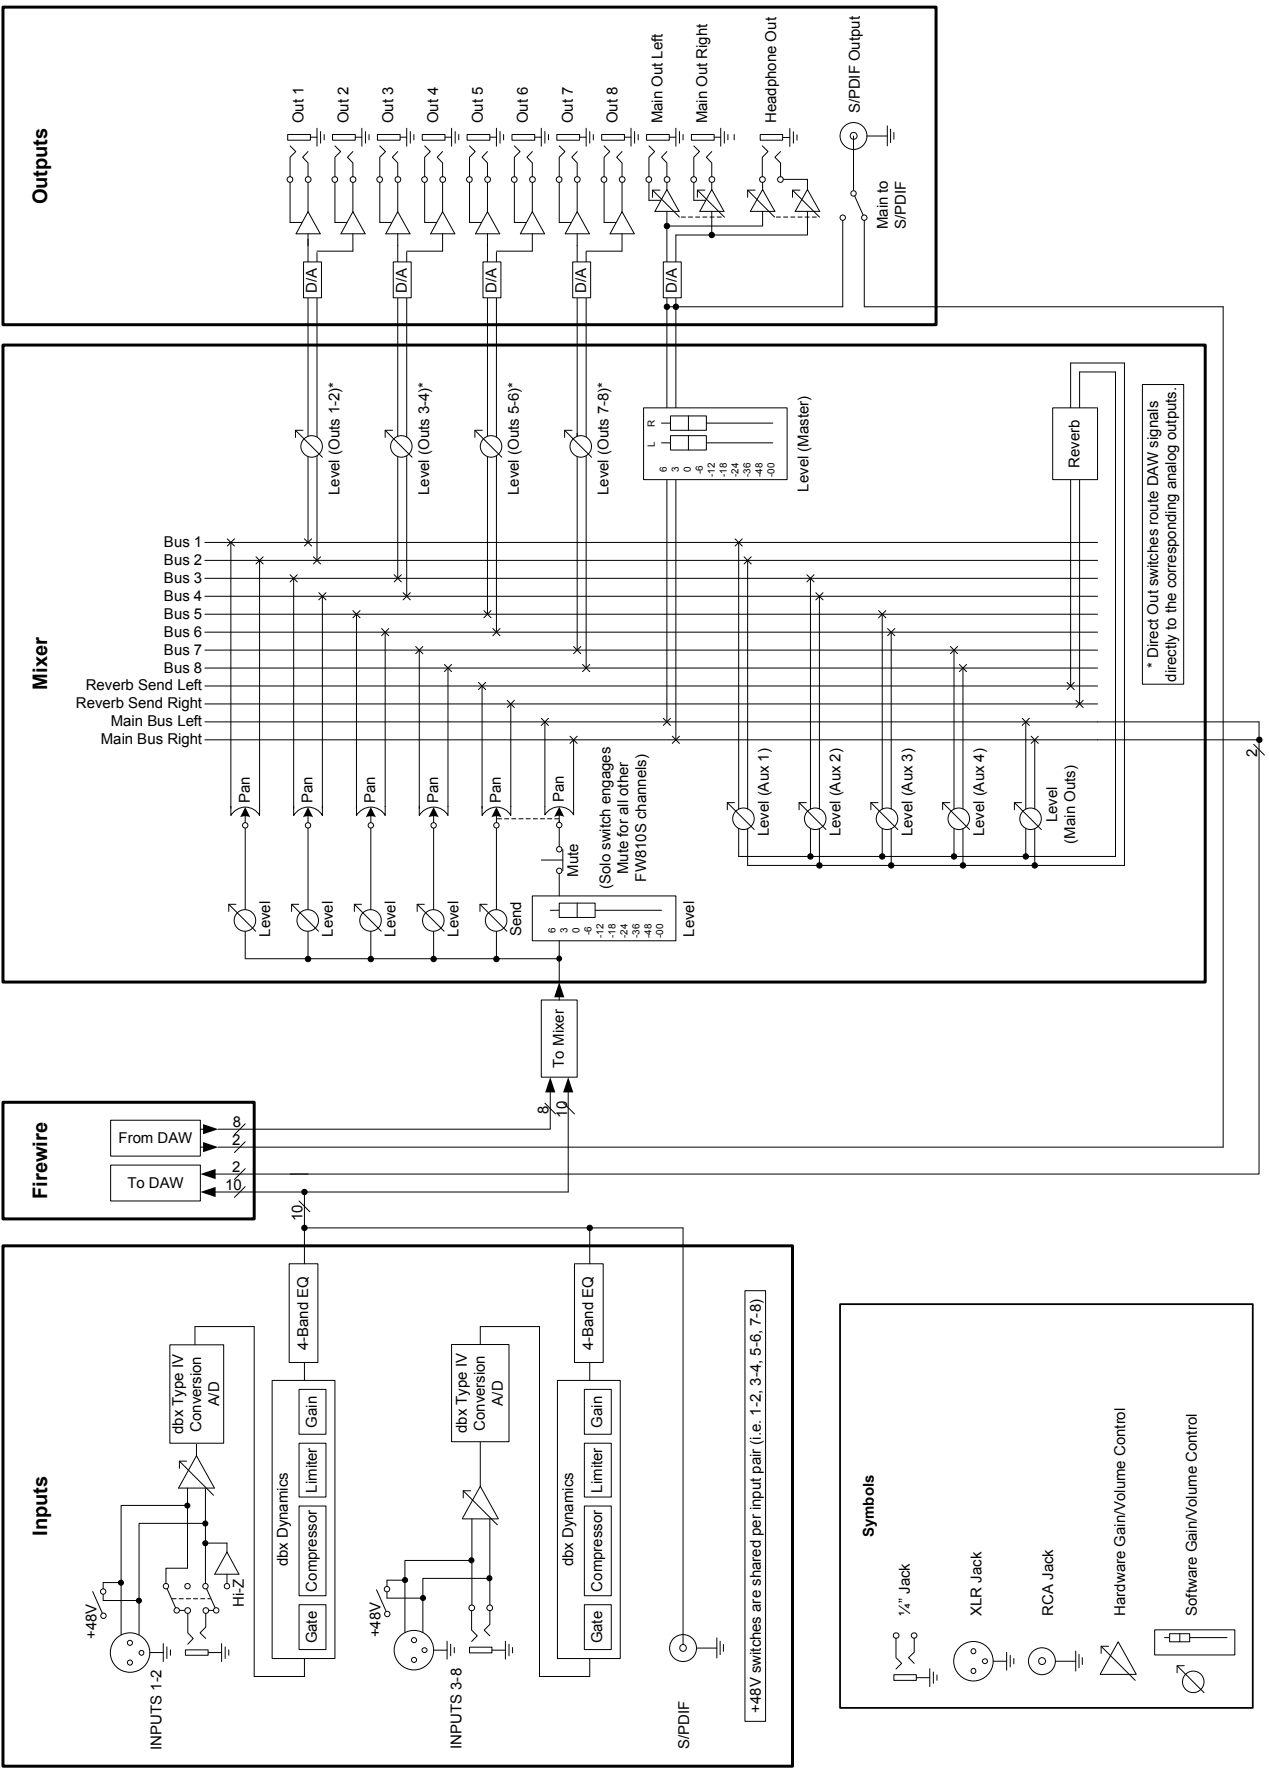 Inputs
+48V
INPUTS 1-2
Hi-Z
dbx Type IV
Conversion
A/D
dbx Dynamics
Gate
Compressor
Limiter
Gain
4-Band EQ
+48V
INPUTS 3-8
dbx Type IV
Conversion
A/D
dbx Dynamics
Gate
Compressor
Limiter
Gain
4-Band EQ
S/PDIF
+48V switches are shared per input pair (i.e. 1-2, 3-4, 5-6, 7-8)
Firewire
From DAW
To DAW
8
2
2
10
10
8
10
To Mixer
Mixer
Bus 1
Bus 2
Bus 3
Bus 4
Bus 5
Bus 6
Bus 7
Bus 8
Reverb Send Left
Reverb Send Right
Main Bus Left
Main Bus Right
Level
Pan
Level
Pan
Level
Pan
Level
Pan
Send
Pan
6
3
0
-6
-12
-18
-24
-36
-48
-00
Level
Mute
Pan
(Solo switch engages
Mute for all other
FW810S channels)
Level (Outs 1-2)*
Level (Outs 3-4)*
Level (Outs 5-6)*
Level (Outs 7-8)*
L
R
6
3
0
-6
-12
-18
-24
-36
-48
-00
Level (Master)
Level (Aux 1)
Level (Aux 2)
Level (Aux 3)
Level (Aux 4)
Level
(Main Outs)
Reverb
* Direct Out switches route DAW signals
directly to the corresponding analog outputs.
2
Outputs
D/A
D/A
D/A
D/A
D/A
Out 1
Out 2
Out 3
Out 4
Out 5
Out 6
Out 7
Out 8
Main Out Left
Main Out Right
Headphone Out
S/PDIF Output
Main to
S/PDIF
Symbols
¼" Jack
XLR Jack
RCA Jack
Hardware Gain/Volume Control
Software Gain/Volume Control